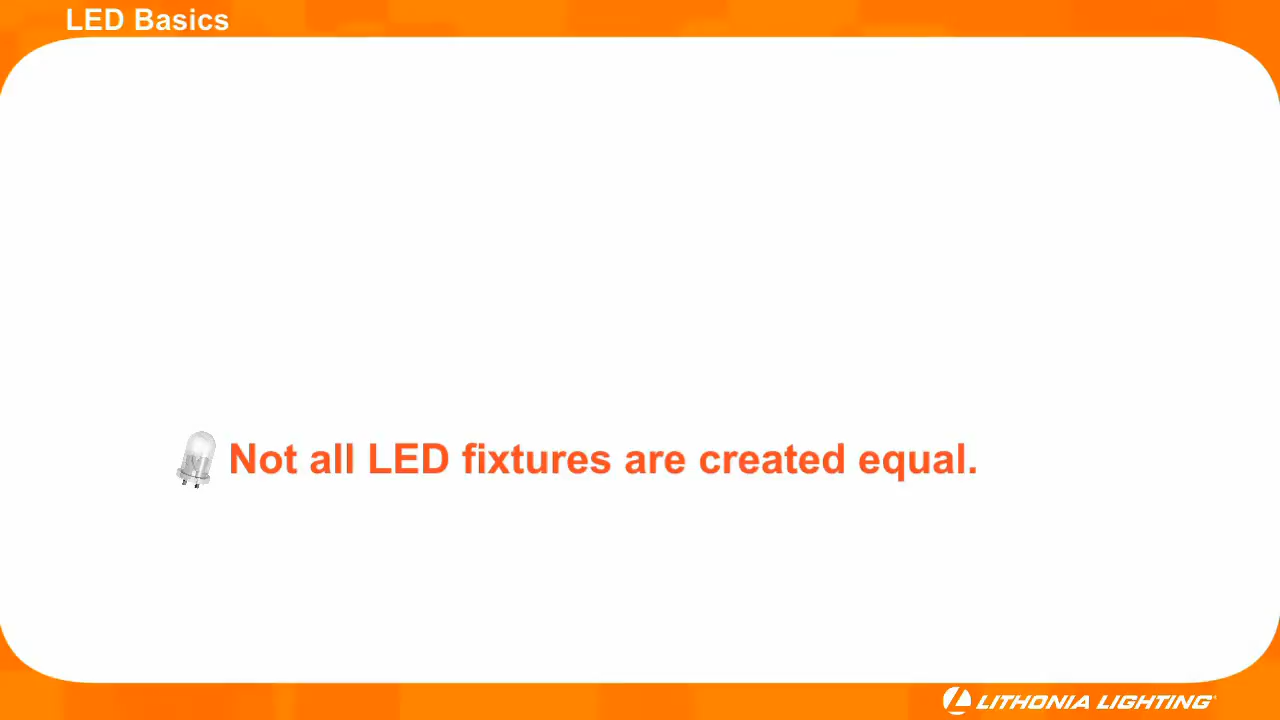 LED Basics
Not all LED fixtures are created equal.
LITHONIA LIGHTING®